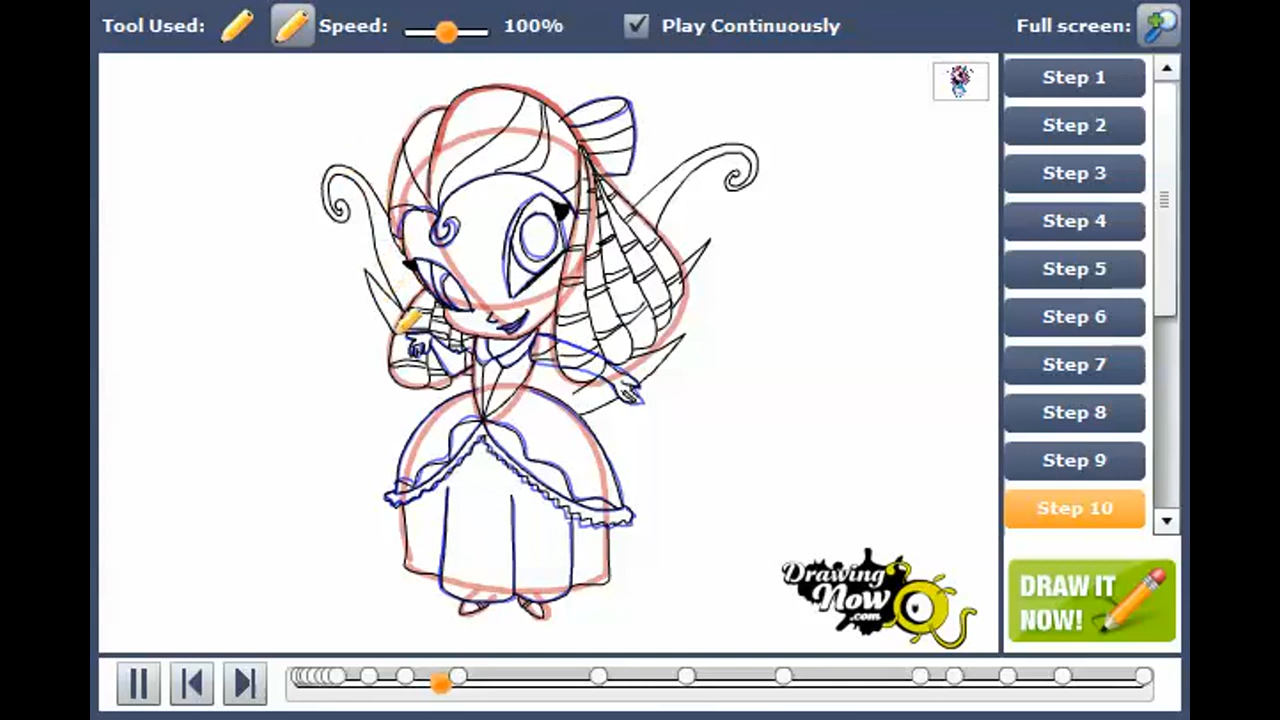 Tool Used:
Speed:
100%
Play Continuously
Full screen:
Step 1
Step 2
Step 3
Step 4
Step 5
Step 6
Step 7
Step 8
Step 9
Step 10
Drawing
Now
.com
DRAW IT
NOW!